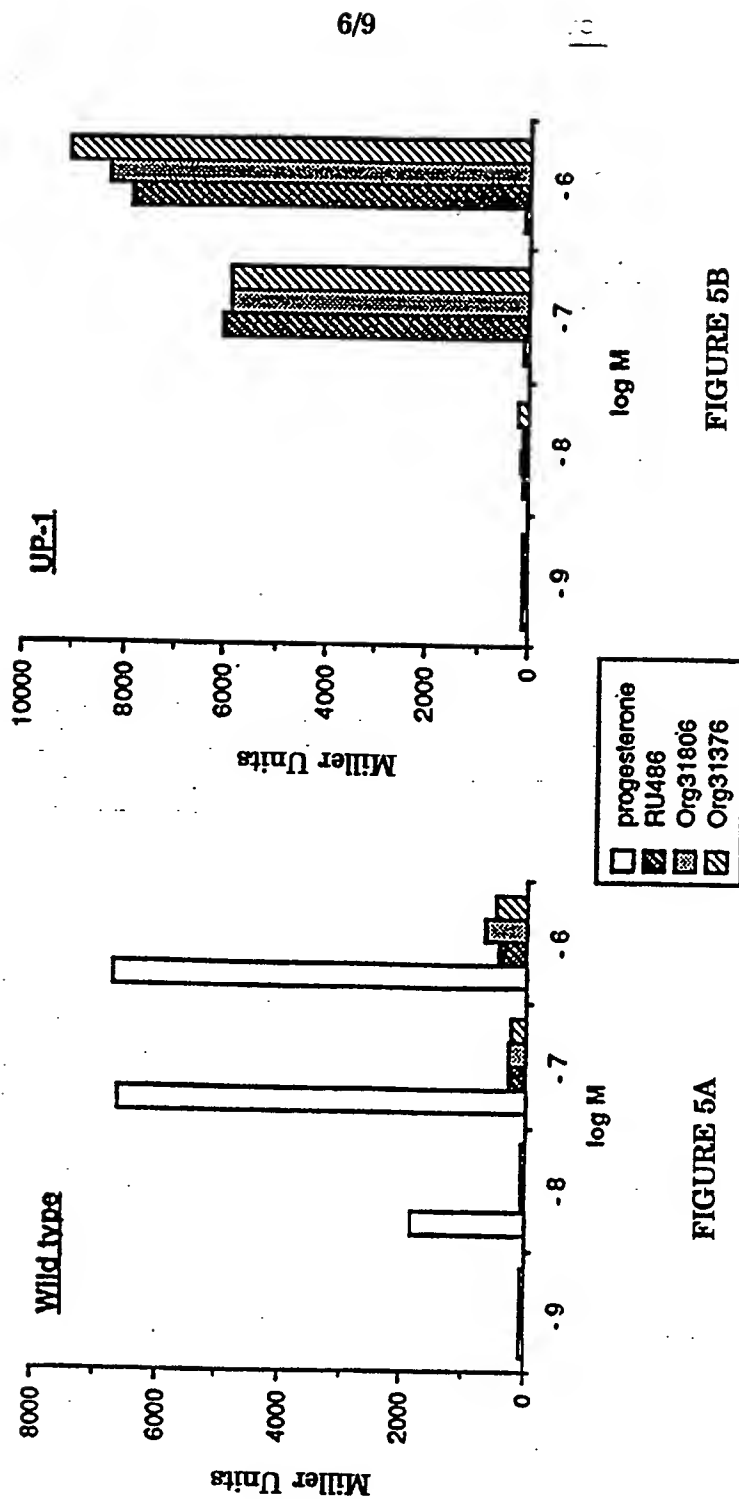 6/9
Wild type
8000
6000
4000
2000
0
Miller Units
-9
-8
-7
-6
log M
FIGURE 5A
progesterone
RU486
Org31806
Org31376
UP-1
10000
8000
6000
4000
2000
0
Miller Units
-9
-8
-7
-6
log M
FIGURE 5B